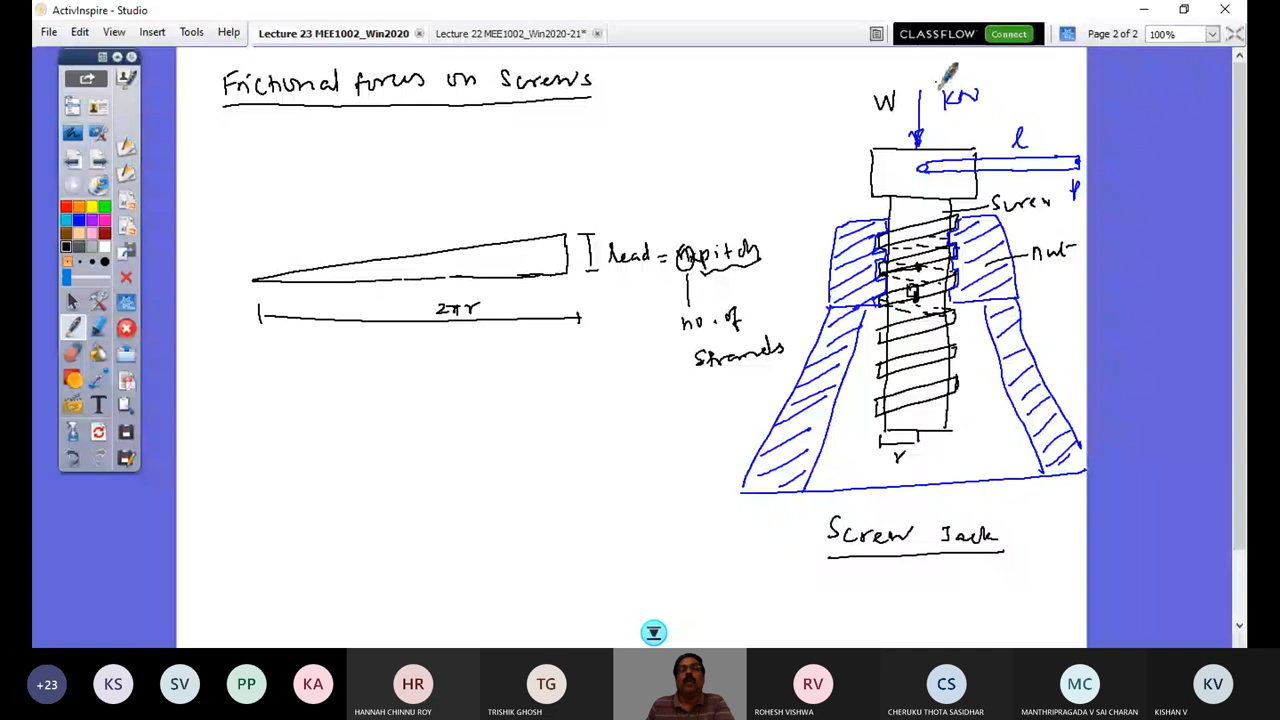 ActivInspire - Studio
File Edit View Insert Tools Help
Lecture 23 MEE1002_Win2020
Lecture 22 MEE1002_Win2020-21*
CLASSFLOW Connect
Page 2 of 2
100%
Frictional forces on Screws
W
KN
l
P
Screw
nut
lead = n×pitch
2πr
no. of
Strands
r
Screw Jack
+23
KS
SV
PP
KA
HR
HANNAH CHINNU ROY
TG
TRISHIK GHOSH
RV
ROHESH VISHWA
CS
CHERUKU THOTA SASIDHAR
MC
MANTHRIPRAGADA V SAI CHARAN
KV
KISHAN V